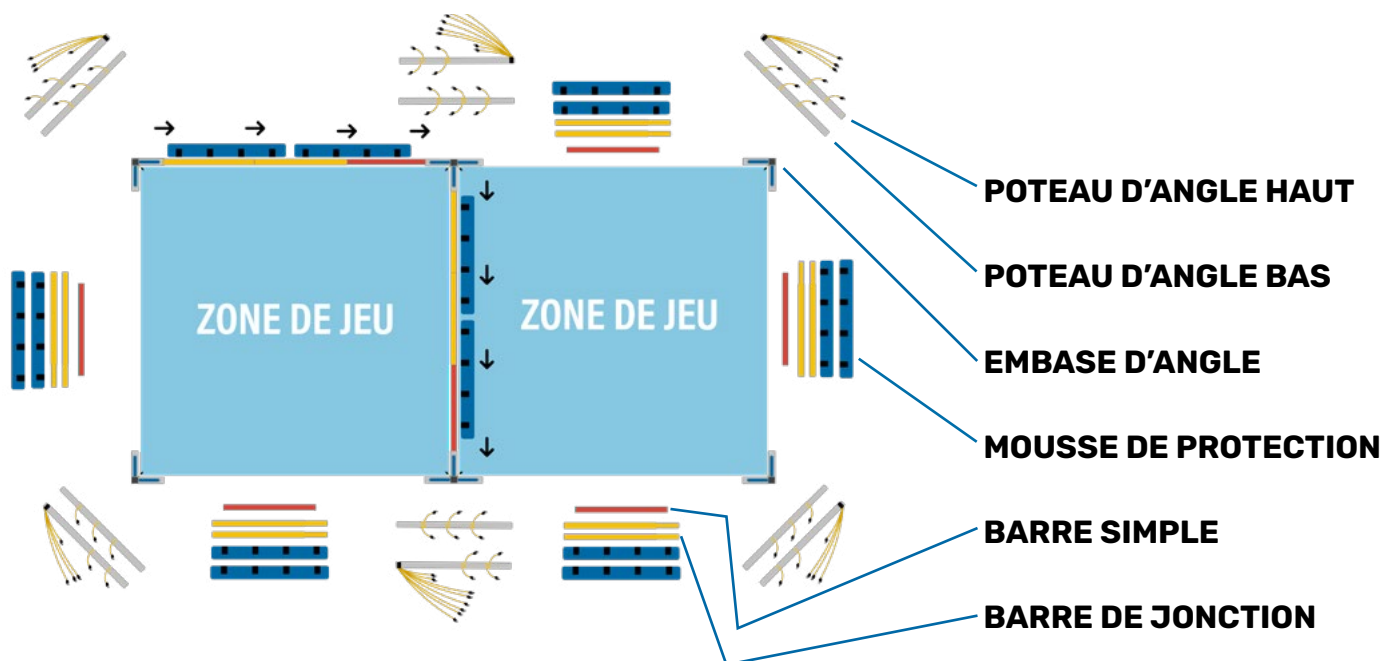 ZONE DE JEU
ZONE DE JEU
POTEAU D’ANGLE HAUT
POTEAU D’ANGLE BAS
EMBASE D’ANGLE
MOUSSE DE PROTECTION
BARRE SIMPLE
BARRE DE JONCTION